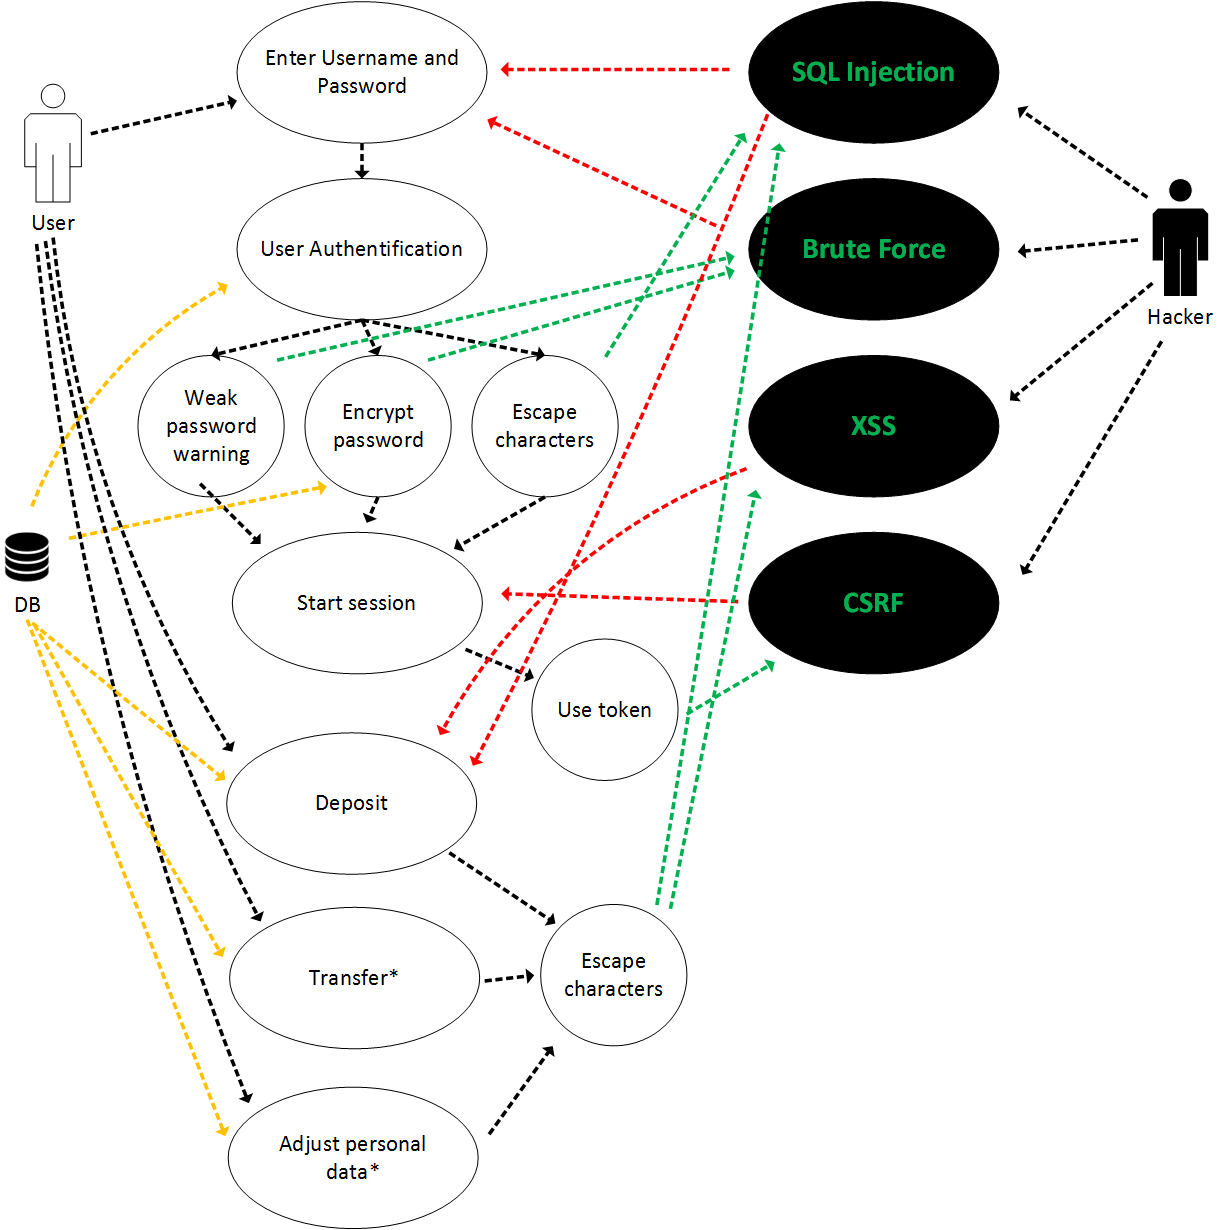 Enter Username and
Password
SQL Injection
User
User Authentification
Brute Force
Hacker
Weak
password
warning
Encrypt
password
Escape
characters
XSS
DB
Start session
CSRF
Use token
Deposit
Escape
characters
Transfer*
Adjust personal
data*